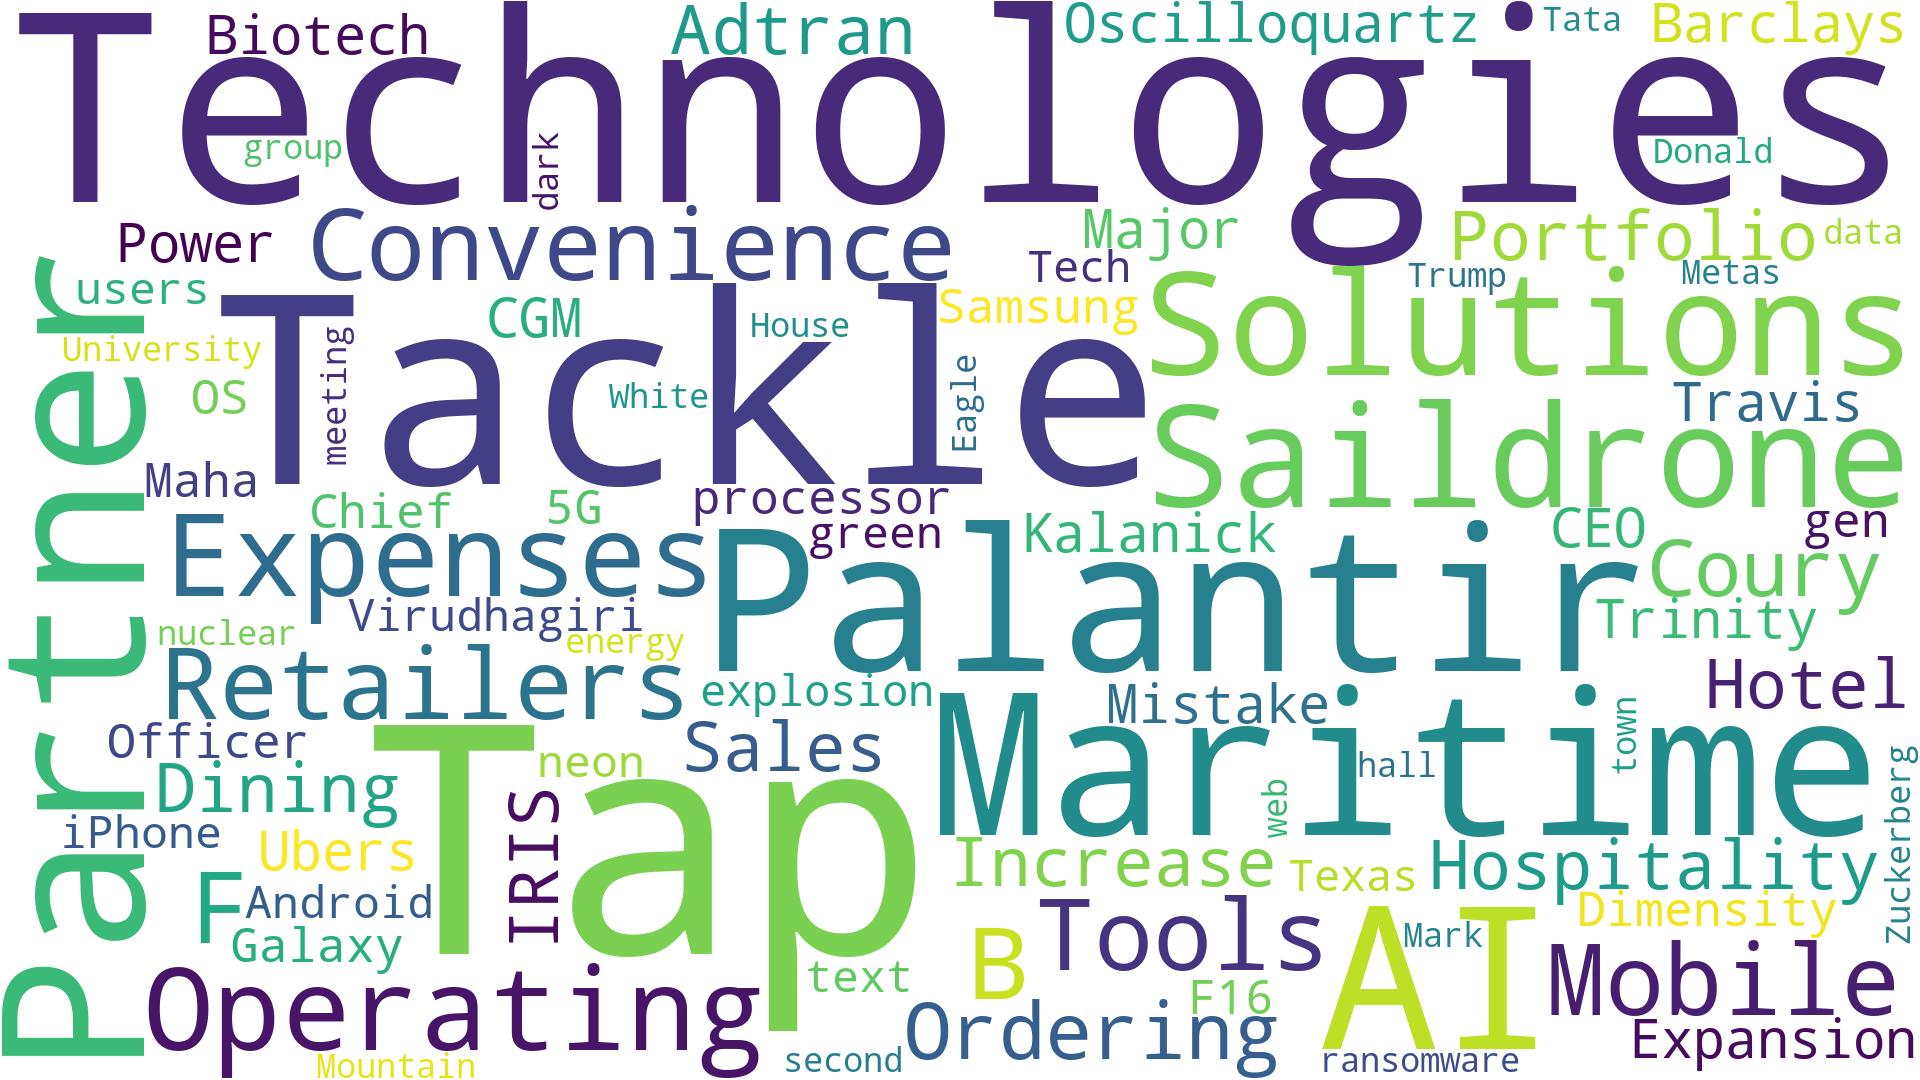 Technologies
Biotech
Adtran
Oscilloquartz
Tata
Barclays
group
dark
Donald
Power
Convenience
Major
Portfolio
data
Tech
users
Trump
Metas
CGM
Samsung
Solutions
House
University
Tackle
meeting
OS
White
Eagle
Travis
Partner
Maha
Saildrone
Chief
5G
processor
green
Kalanick
CEO
gen
Expenses
Palantir
Coury
Virudhagiri
Trinity
nuclear
energy
Retailers
explosion
Mistake
Hotel
Officer
Sales
Maritime
town
hall
web
Zuckerberg
neon
Dining
Tap
iPhone
IRIS
Ubers
Increase
Texas
Hospitality
F
Android
Dimensity
Galaxy
B
Tools
AI
Mark
Mobile
text
F16
Operating
Ordering
Expansion
Mountain
second
ransomware